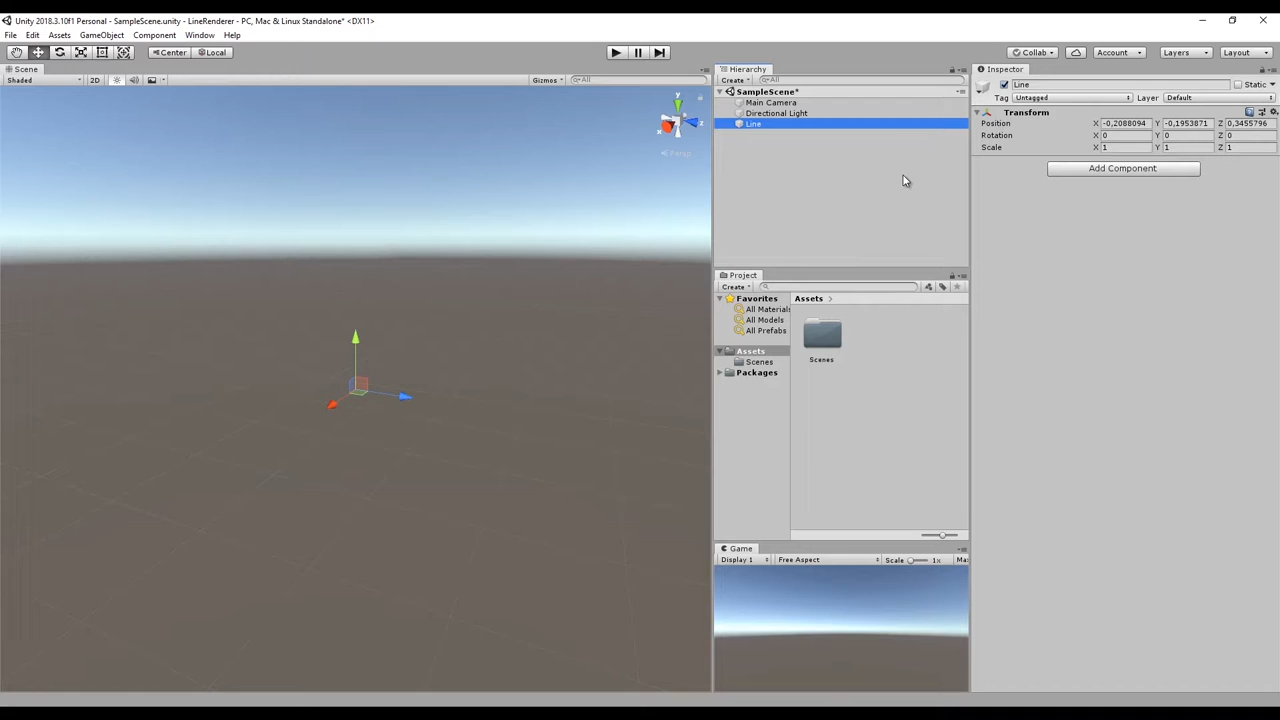 Unity 2018.3.10f1 Personal - SampleScene.unity - LineRenderer - PC, Mac & Linux Standalone* <DX11>
File Edit Assets GameObject Component Window Help
Center Local Collab Account Layers Layout
Scene
Shaded 2D Gizmos All
y
x z
Persp
Hierarchy
Create All
SampleScene*
Main Camera
Directional Light
Line
Project
Create
Favorites
All Materials
All Models
All Prefabs
Assets
Scenes
Packages
Assets
Scenes
Game
Display 1 Free Aspect Scale 1x Ma
Inspector
Line Static
Tag Untagged Layer Default
Transform
Position X -0,2088094 Y -0,1953871 Z 0,3455796
Rotation X 0 Y 0 Z 0
Scale X 1 Y 1 Z 1
Add Component